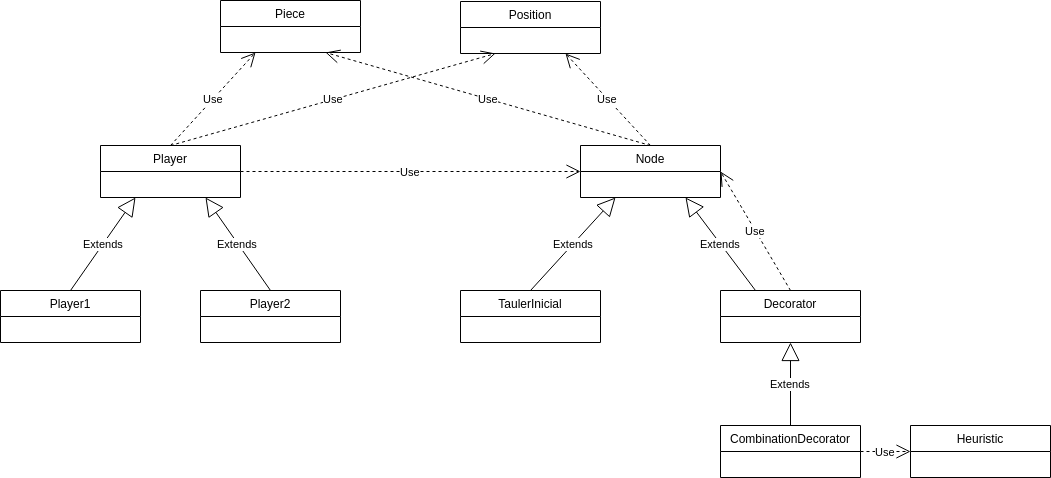 Piece
Position
Use
Use
Use
Use
Player
Node
Use
Use
Extends
Extends
Extends
Extends
Player1
Player2
TaulerInicial
Decorator
Extends
CombinationDecorator
Heuristic
Use